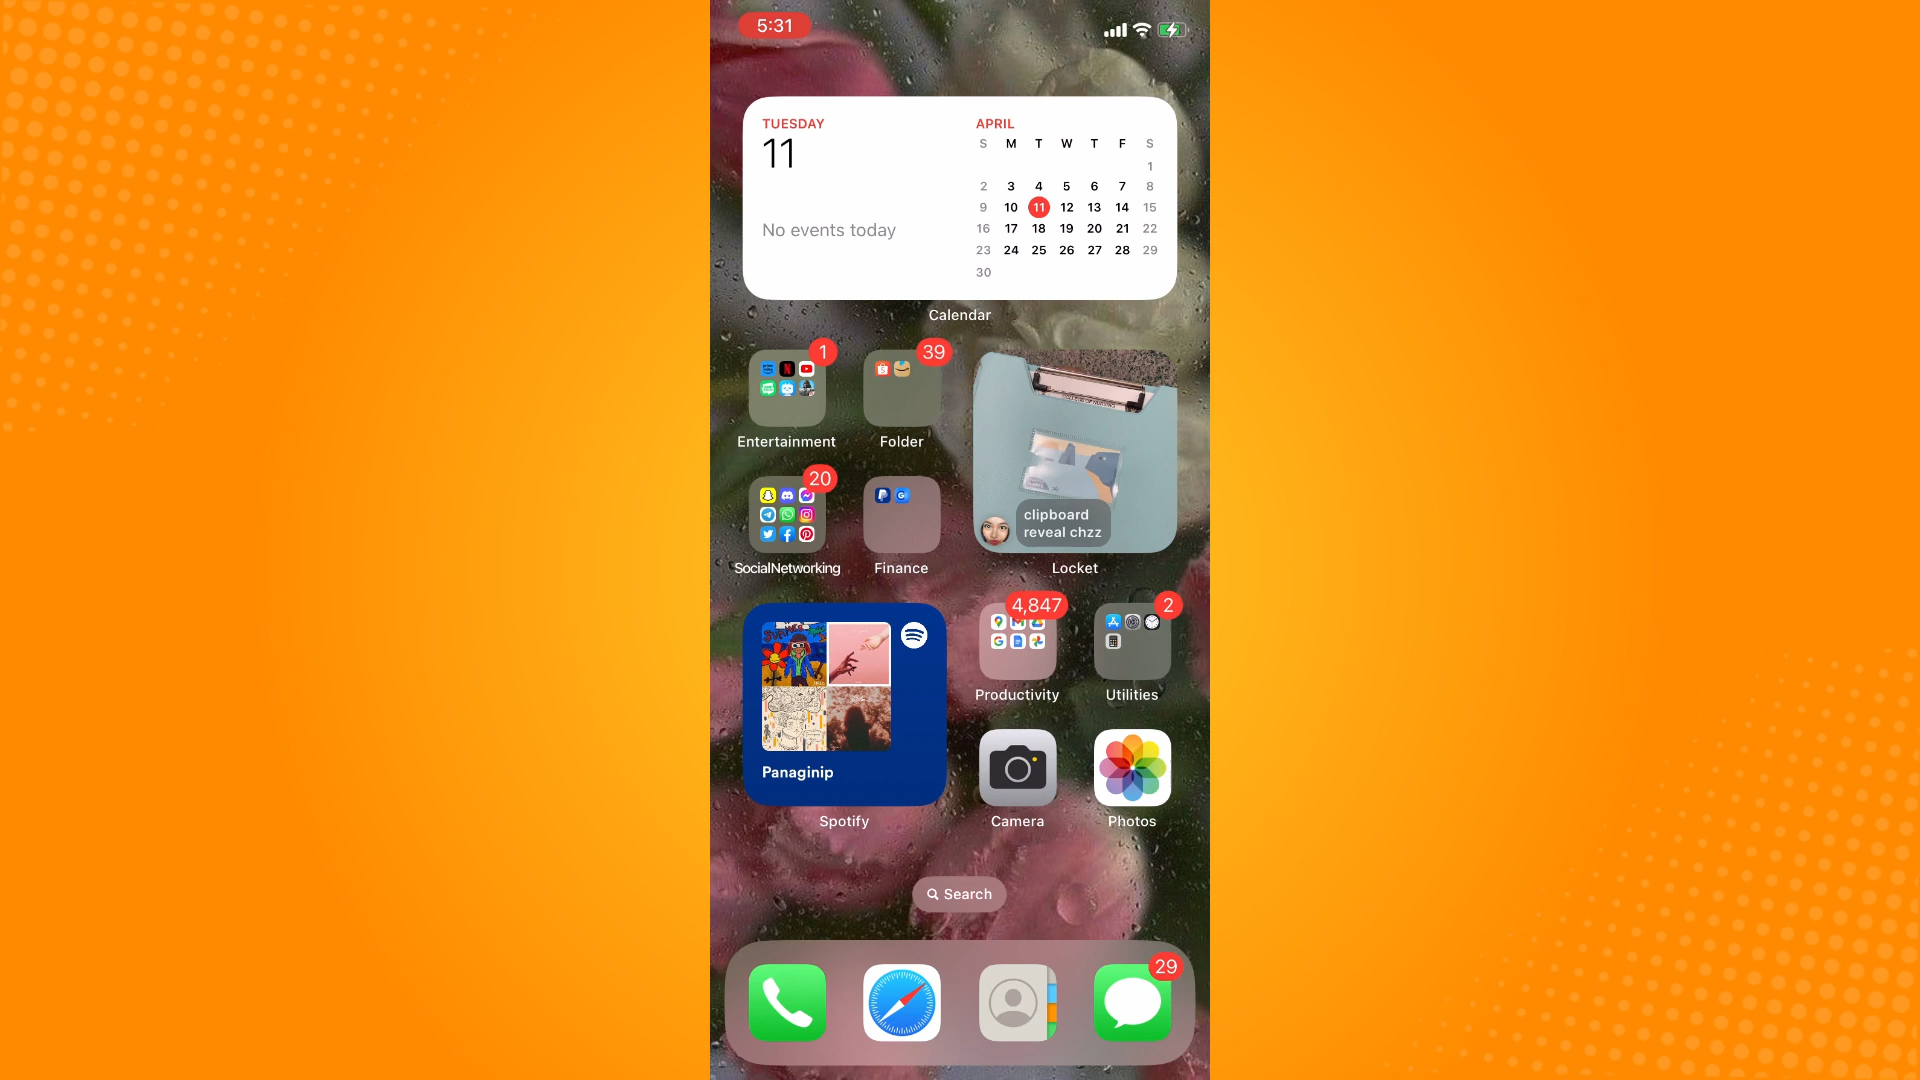 5:31
TUESDAY
11
No events today
APRIL
S M T W T F S
1
2 3 4 5 6 7 8
9 10 11 12 13 14 15
16 17 18 19 20 21 22
23 24 25 26 27 28 29
30
Calendar
1
39
Entertainment
Folder
20
clipboard
reveal chzz
SocialNetworking
Finance
Locket
4,847
2
Productivity
Utilities
Panaginip
Spotify
Camera
Photos
Search
29